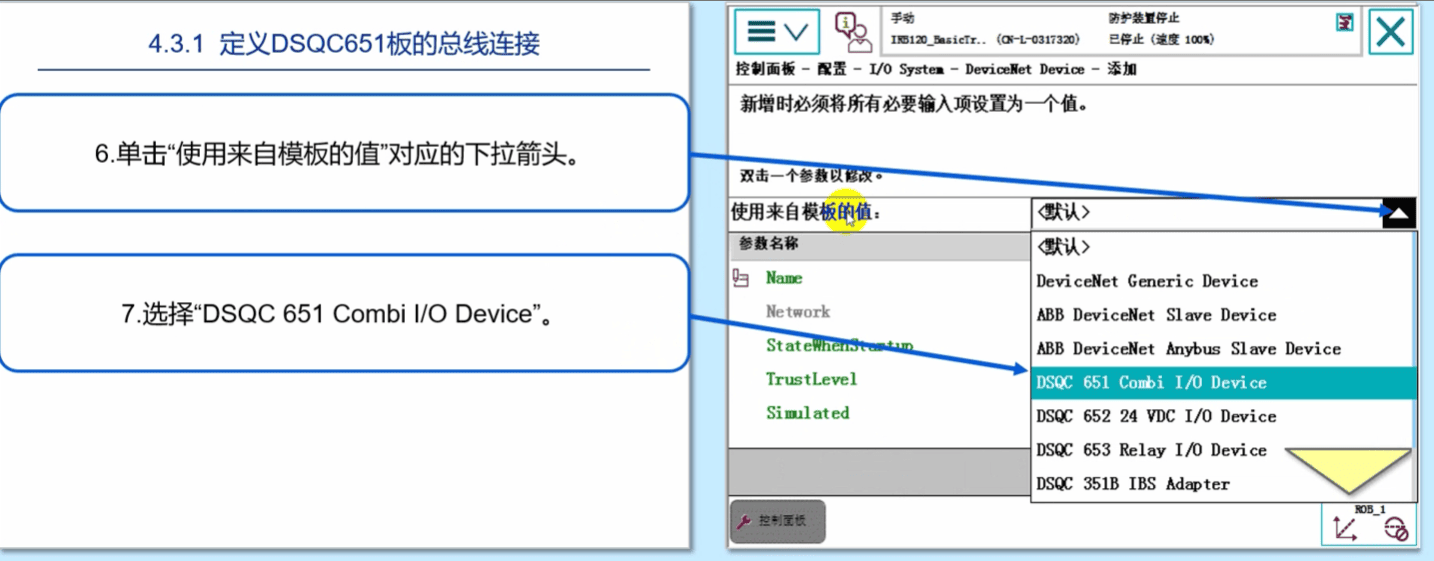 4.3.1 定义DSQC651板的总线连接
6.单击“使用来自模板的值”对应的下拉箭头。
7.选择“DSQC 651 Combi I/O Device”。
手动
IRB120_BasicTr.. (CN-L-0317320)
防护装置停止
已停止 (速度 100%)
控制面板 - 配置 - I/O System - DeviceNet Device - 添加
新增时必须将所有必要输入项设置为一个值。
双击一个参数以修改。
使用来自模板的值:
<默认>
参数名称
Name
Network
StateWhenStartup
TrustLevel
Simulated
<默认>
DeviceNet Generic Device
ABB DeviceNet Slave Device
ABB DeviceNet Anybus Slave Device
DSQC 651 Combi I/O Device
DSQC 652 24 VDC I/O Device
DSQC 653 Relay I/O Device
DSQC 351B IBS Adapter
控制面板
ROB_1